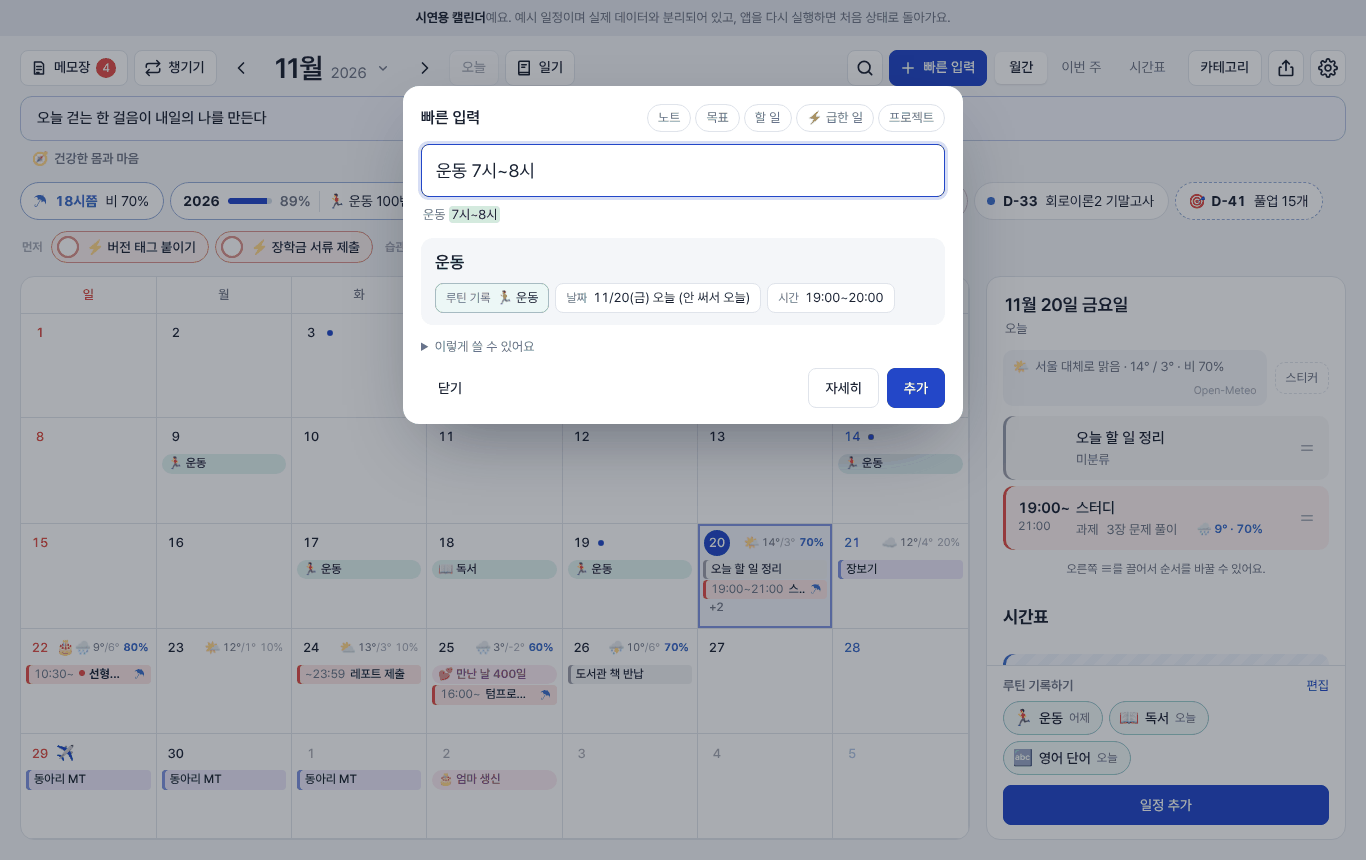 시연용 캘린더예요. 예시 일정이며 실제 데이터와 분리되어 있고, 앱을 다시 실행하면 처음 상태로 돌아가요.
메모장 4 챙기기 11월 2026 오늘 일기 빠른 입력 월간 이번 주 시간표 카테고리
오늘 걷는 한 걸음이 내일의 나를 만든다
건강한 몸과 마음
18시쯤 비 70% 2026 89% 운동 D-33 회로이론2 기말고사 D-41 풀업 15개
먼저 버전 태그 붙이기 장학금 서류 제출
빠른 입력 노트 목표 할 일 급한 일 프로젝트
운동 7시~8시
운동 7시~8시
운동
루틴 기록 운동 날짜 11/20(금) 오늘 (안 써서 오늘) 시간 19:00~20:00
이렇게 쓸 수 있어요
닫기 자세히 추가
일 월 화
1 2 3
8 9 10 11 12 13 14
운동 운동
15 16 17 18 19 20 14°/3° 70% 21 12°/4° 20%
운동 독서 운동 오늘 할 일 정리 장보기
19:00~21:00 스..
+2
22 9°/6° 80% 23 12°/1° 10% 24 13°/3° 10% 25 3°/-2° 60% 26 10°/6° 70% 27 28
10:30~ 선형... ~23:59 레포트 제출 만난 날 400일 도서관 책 반납
16:00~ 텀프로...
29 30 1 2 3 4 5
동아리 MT 동아리 MT 동아리 MT 엄마 생신
11월 20일 금요일
오늘
서울 대체로 맑음 · 14° / 3° · 비 70%
Open-Meteo
스티커
오늘 할 일 정리
미분류
19:00~ 스터디
21:00 과제 3장 문제 풀이 9° · 70%
오른쪽 ≡를 끌어서 순서를 바꿀 수 있어요.
시간표
루틴 기록하기 편집
운동 어제 독서 오늘
abc 영어 단어 오늘
일정 추가